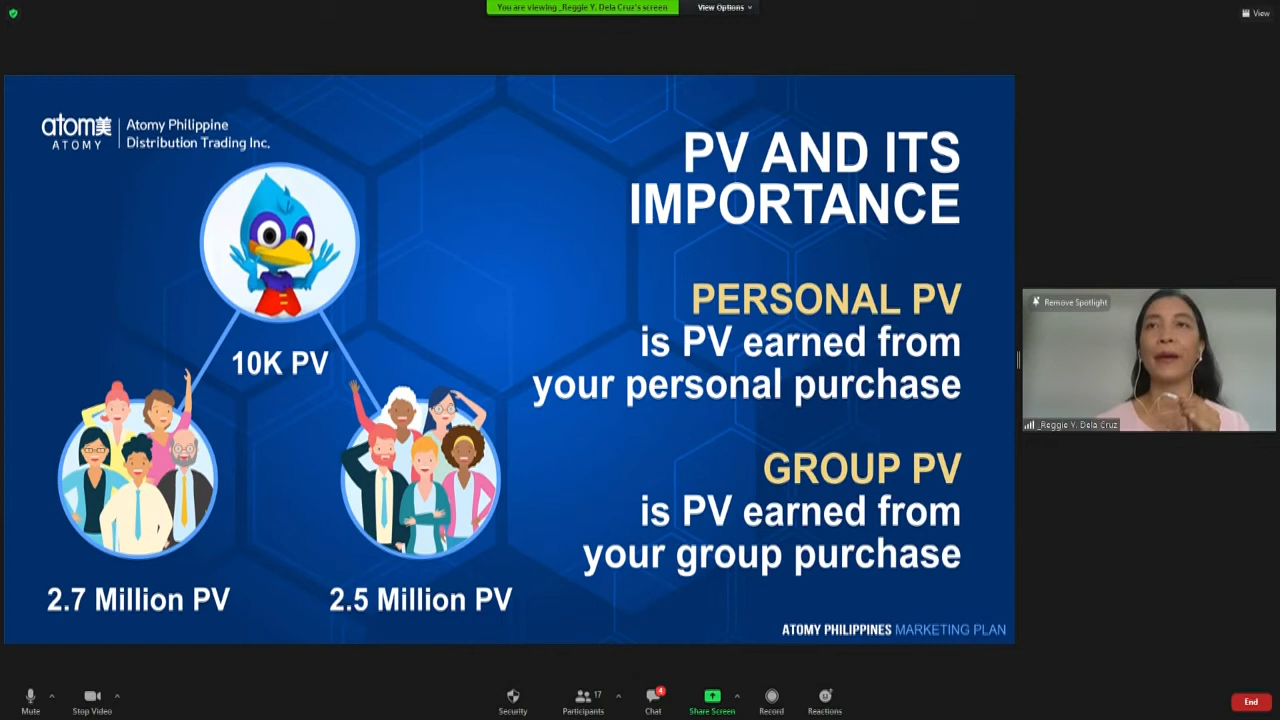 You are viewing _Reggie Y. Dela Cruz's screen
View Options
View
atom美
ATOMY
Atomy Philippine
Distribution Trading Inc.
PV AND ITS
IMPORTANCE
10K PV
PERSONAL PV
is PV earned from
your personal purchase
GROUP PV
is PV earned from
your group purchase
2.7 Million PV
2.5 Million PV
ATOMY PHILIPPINES MARKETING PLAN
Remove Spotlight
_Reggie Y. Dela Cruz
Mute
Stop Video
Security
17
Participants
4
Chat
Share Screen
Record
Reactions
End